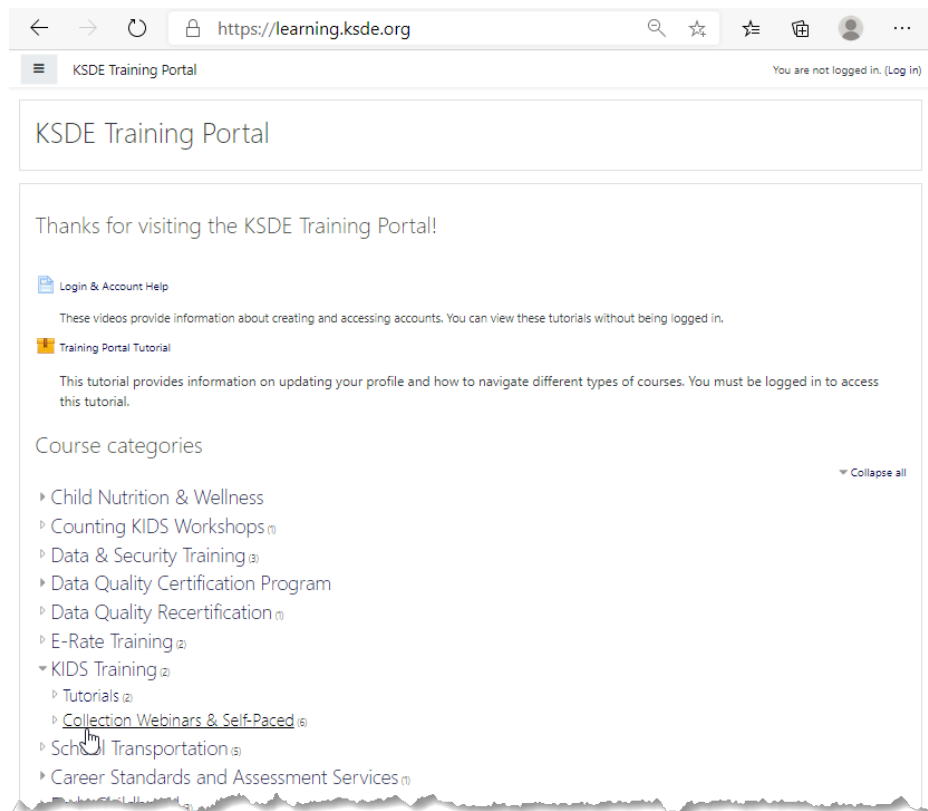 https://learning.ksde.org
KSDE Training Portal
You are not logged in. (Log in)
KSDE Training Portal
Thanks for visiting the KSDE Training Portal!
Login & Account Help
These videos provide information about creating and accessing accounts. You can view these tutorials without being logged in.
Training Portal Tutorial
This tutorial provides information on updating your profile and how to navigate different types of courses. You must be logged in to access
this tutorial.
Course categories
Collapse all
Child Nutrition & Wellness
Counting KIDS Workshops (1)
Data & Security Training (3)
Data Quality Certification Program
Data Quality Recertification (1)
E-Rate Training (2)
KIDS Training (2)
Tutorials (2)
Collection Webinars & Self-Paced (6)
School Transportation (5)
Career Standards and Assessment Services (1)